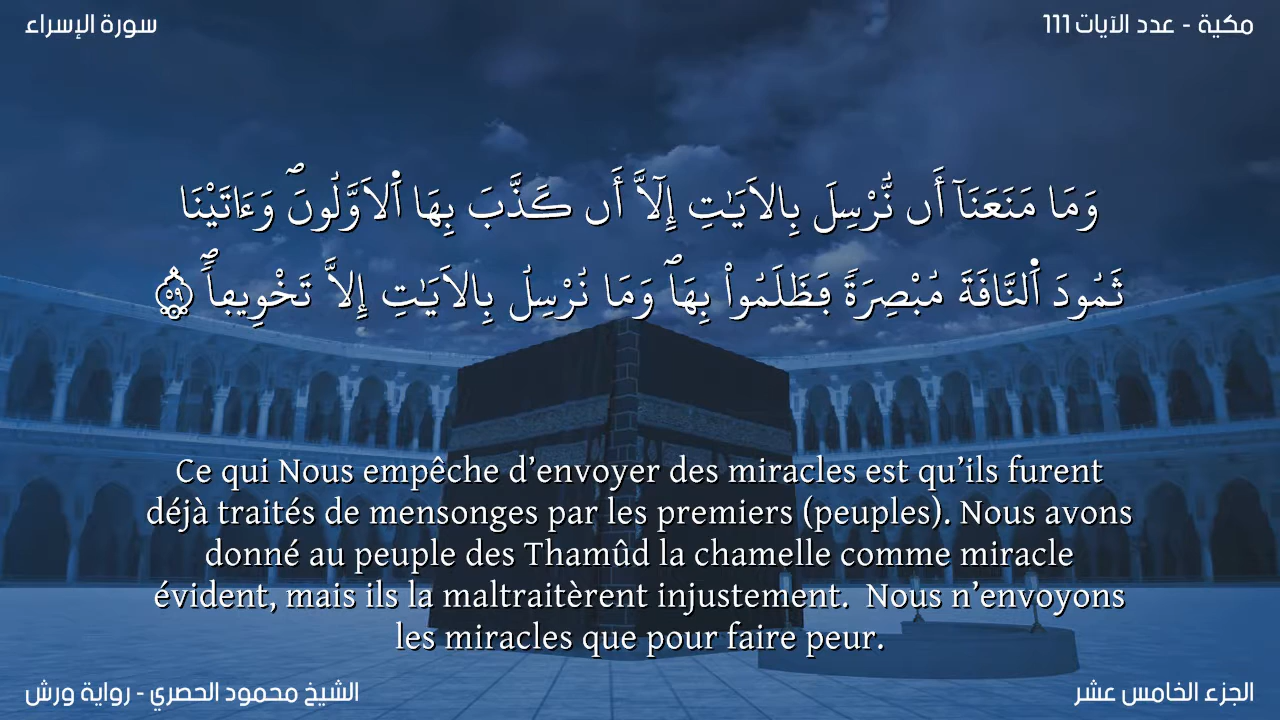 مكية - عدد الآيات 111
سورة الإسراء
وَمَا مَنَعَنَآ أَن نُّرْسِلَ بِالاَيَٰتِ إِلَّآ أَن كَذَّبَ بِهَا اَ۬لَاوَّلُونَۖ وَءَاتَيْنَا
ثَمُودَ اَ۬لنَّاقَةَ مُبْصِرَةٗ فَظَلَمُواْ بِهَاۖ وَمَا نُرْسِلُ بِالاَيَٰتِ إِلَّا تَخْوِيفاٗۖ ٥٩
Ce qui Nous empêche d’envoyer des miracles est qu’ils furent
déjà traités de mensonges par les premiers (peuples). Nous avons
donné au peuple des Thamûd la chamelle comme miracle
évident, mais ils la maltraitèrent injustement.  Nous n’envoyons
les miracles que pour faire peur.
الجزء الخامس عشر
الشيخ محمود الحصري - رواية ورش